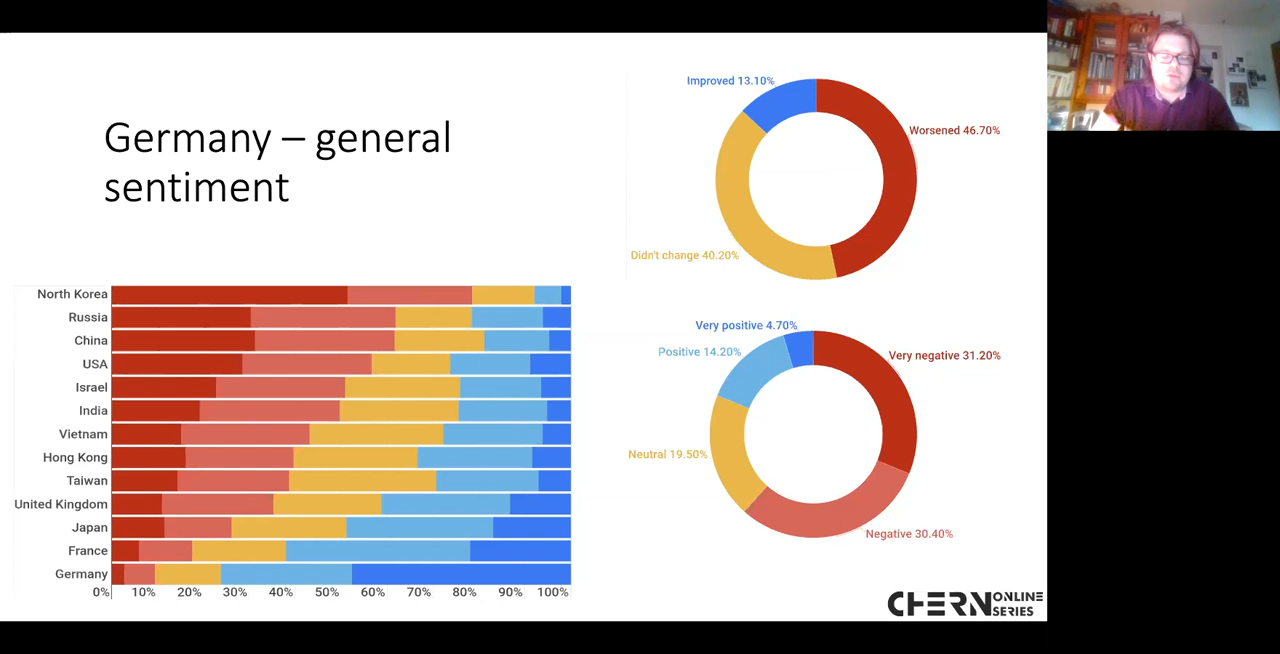 Germany – general
sentiment
Improved 13.10%
Worsened 46.70%
Didn't change 40.20%
North Korea
Russia
China
USA
Israel
India
Vietnam
Hong Kong
Taiwan
United Kingdom
Japan
France
Germany
0% 10% 20% 30% 40% 50% 60% 70% 80% 90% 100%
Very positive 4.70%
Positive 14.20%
Very negative 31.20%
Neutral 19.50%
Negative 30.40%
CHERN ONLINE
SERIES